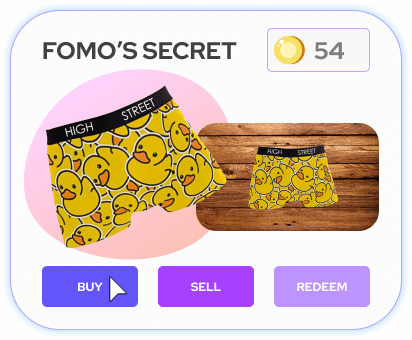 FOMO'S SECRET
54
HIGH STREET
HIGH STREET
BUY
SELL
REDEEM